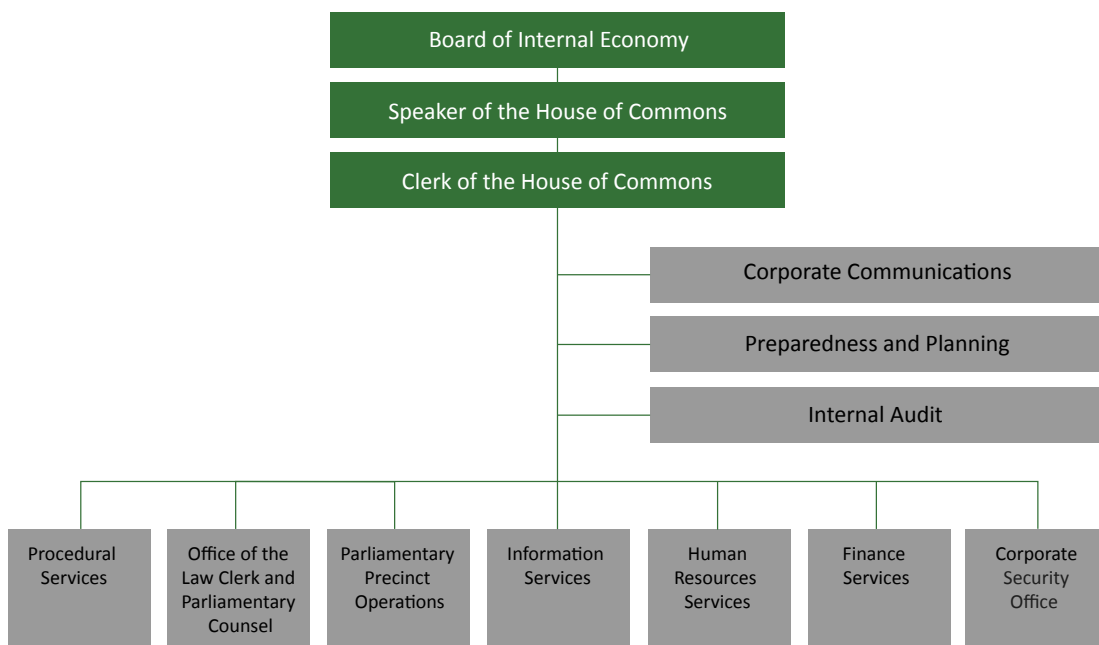 Board of Internal Economy
Speaker of the House of Commons
Clerk of the House of Commons
Corporate Communications
Preparedness and Planning
Internal Audit
Procedural
Services
Office of the
Law Clerk and
Parliamentary
Counsel
Parliamentary
Precinct
Operations
Information
Services
Human
Resources
Services
Finance
Services
Corporate
Security
Office